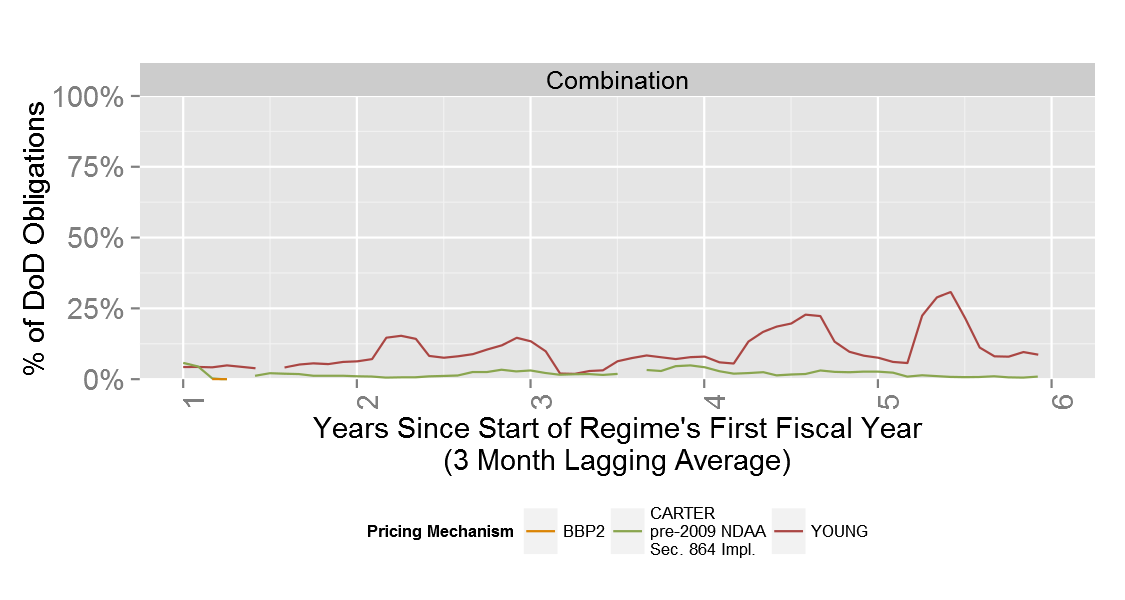 Combination
% of DoD Obligations
100%
75%
50%
25%
0%
1
2
3
4
5
6
Years Since Start of Regime's First Fiscal Year
(3 Month Lagging Average)
Pricing Mechanism
BBP2
CARTER
pre-2009 NDAA
Sec. 864 Impl.
YOUNG